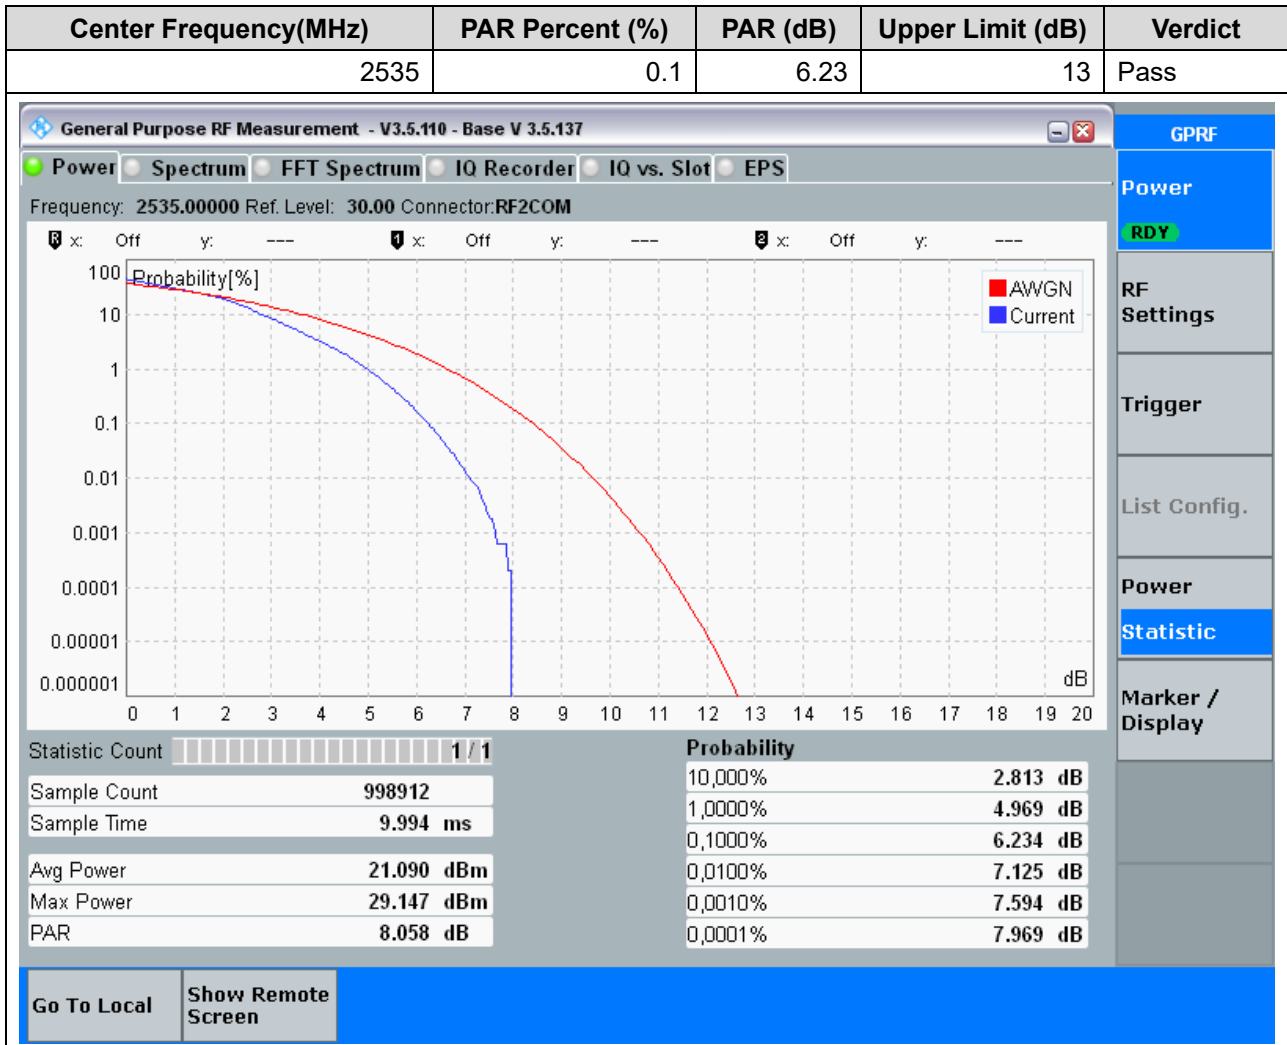 Center Frequency(MHz) PAR Percent (%) PAR (dB) Upper Limit (dB) Verdict
2535 0.1 6.23 13 Pass
General Purpose RF Measurement - V3.5.110 - Base V 3.5.137
Power Spectrum FFT Spectrum IQ Recorder IQ vs. Slot EPS
Frequency: 2535.00000 Ref. Level: 30.00 Connector:RF2COM
R x: Off y: --- 1 x: Off y: --- 2 x: Off y: ---
Probability[%]
100
10
1
0.1
0.01
0.001
0.0001
0.00001
0.000001
AWGN
Current
dB
0 1 2 3 4 5 6 7 8 9 10 11 12 13 14 15 16 17 18 19 20
Statistic Count 1 / 1
Sample Count 998912
Sample Time 9.994 ms
Avg Power 21.090 dBm
Max Power 29.147 dBm
PAR 8.058 dB
Probability
10,000% 2.813 dB
1,0000% 4.969 dB
0,1000% 6.234 dB
0,0100% 7.125 dB
0,0010% 7.594 dB
0,0001% 7.969 dB
GPRF
Power
RDY
RF
Settings
Trigger
List Config.
Power
Statistic
Marker /
Display
Go To Local
Show Remote
Screen